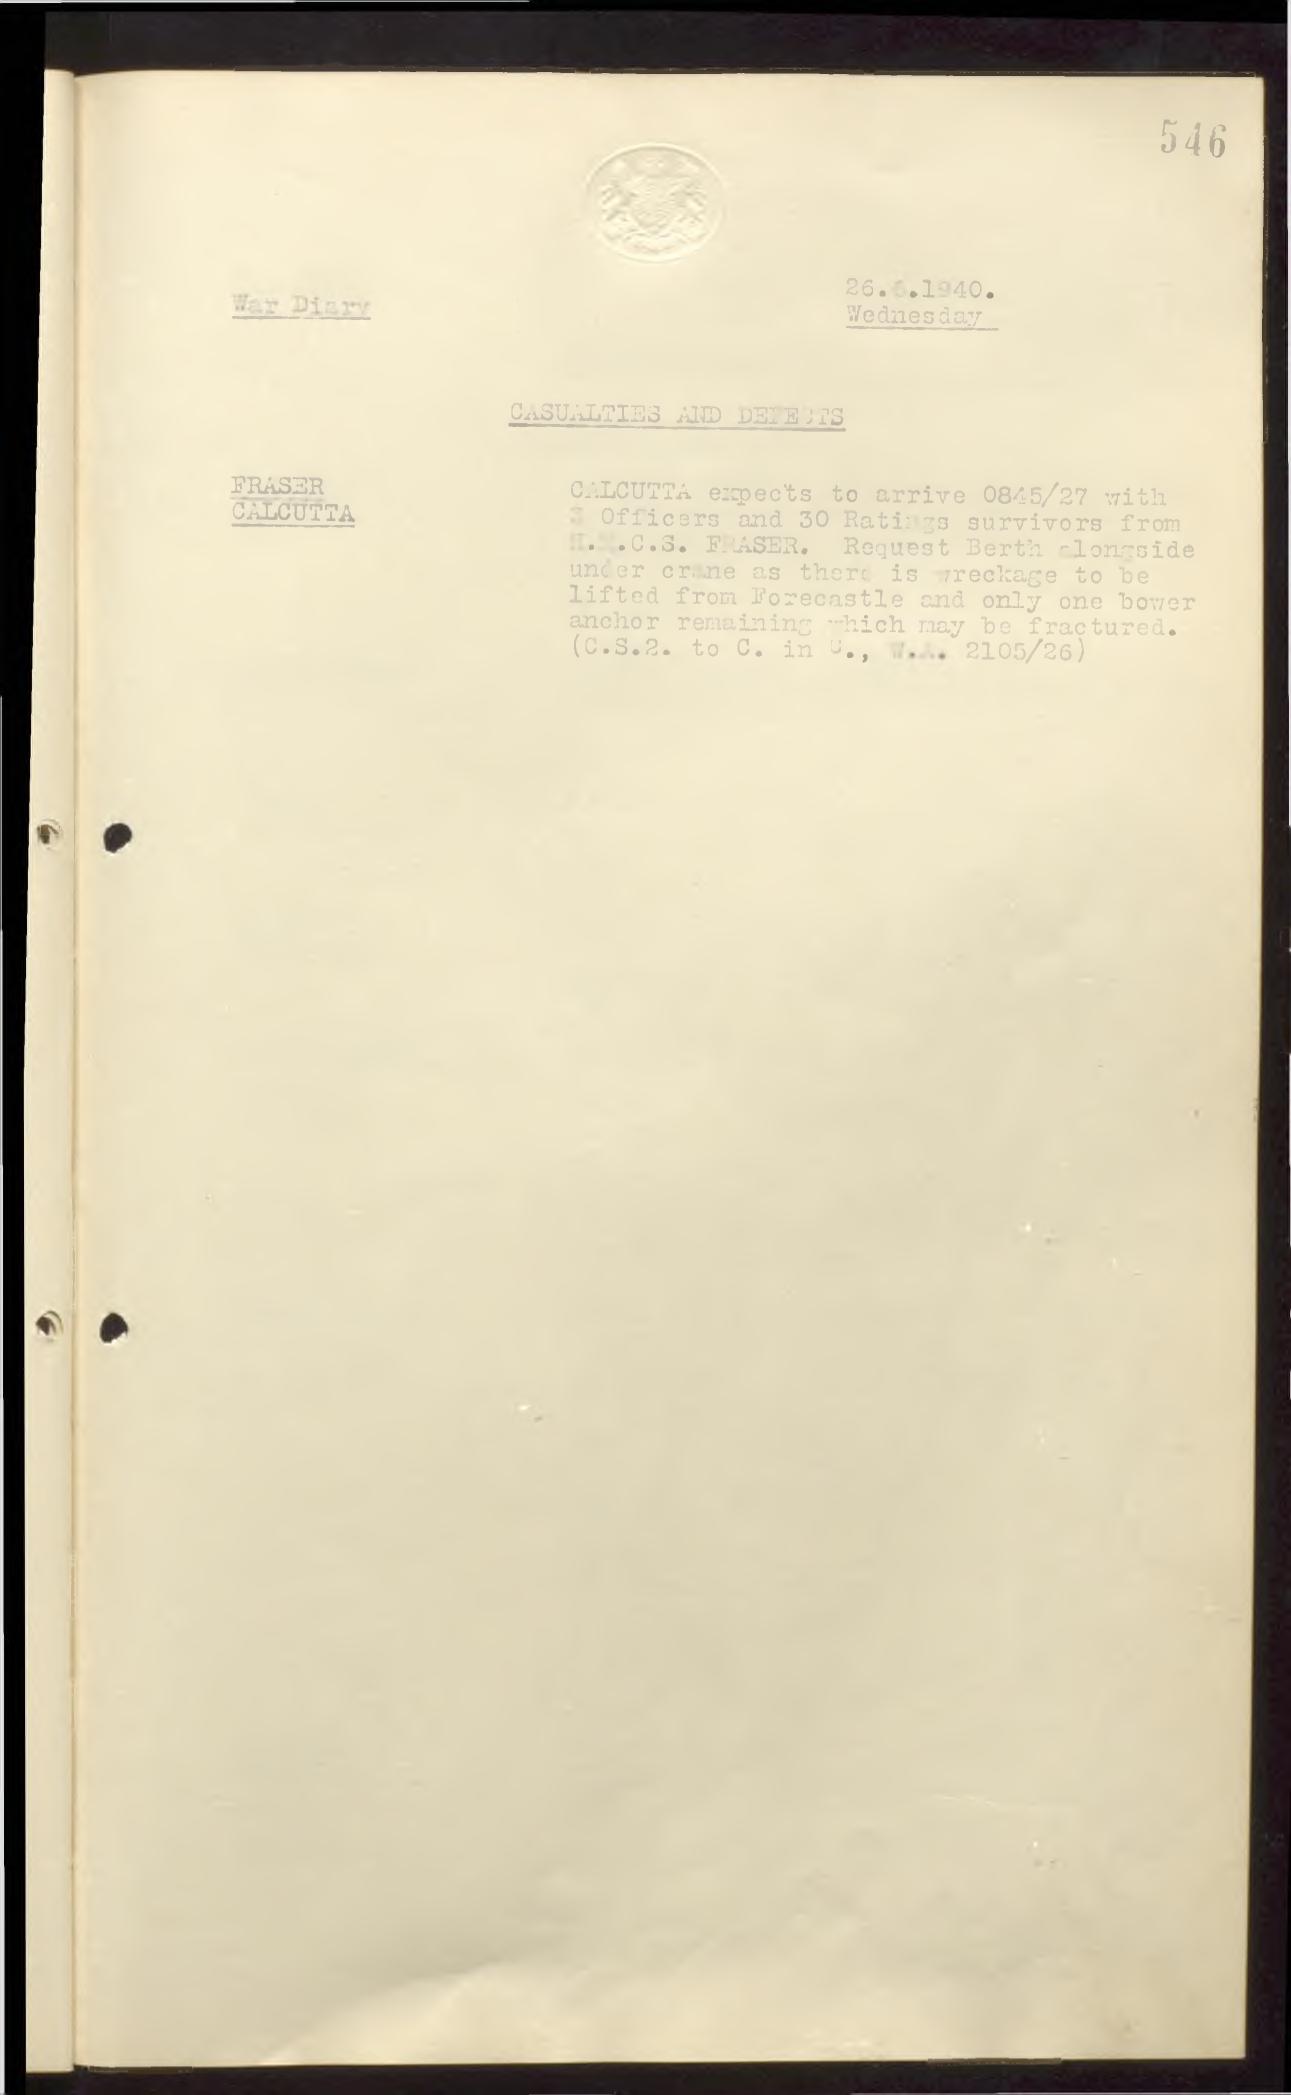 546
War Diary
26.6.1940.
Wednesday
CASUALTIES AND DEFECTS
FRASER
CALCUTTA
CALCUTTA expects to arrive 0845/27 with
3 Officers and 30 Ratings survivors from
H.M.C.S. FRASER. Request Berth alongside
under crane as there is wreckage to be
lifted from Forecastle and only one bower
anchor remaining which may be fractured.
(C.S.2. to C. in C., W.A. 2105/26)